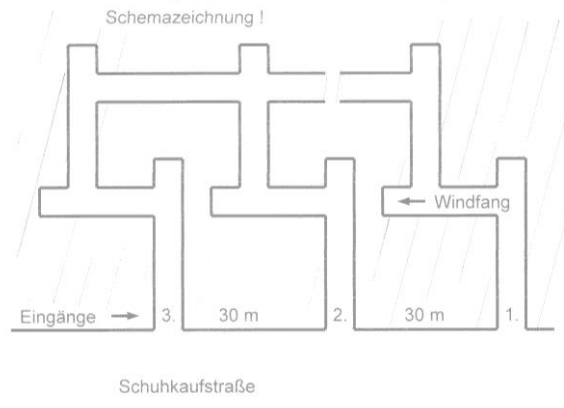 Schemazeichnung !
← Windfang
Eingänge → 3. 30 m 2. 30 m 1.
Schuhkaufstraße